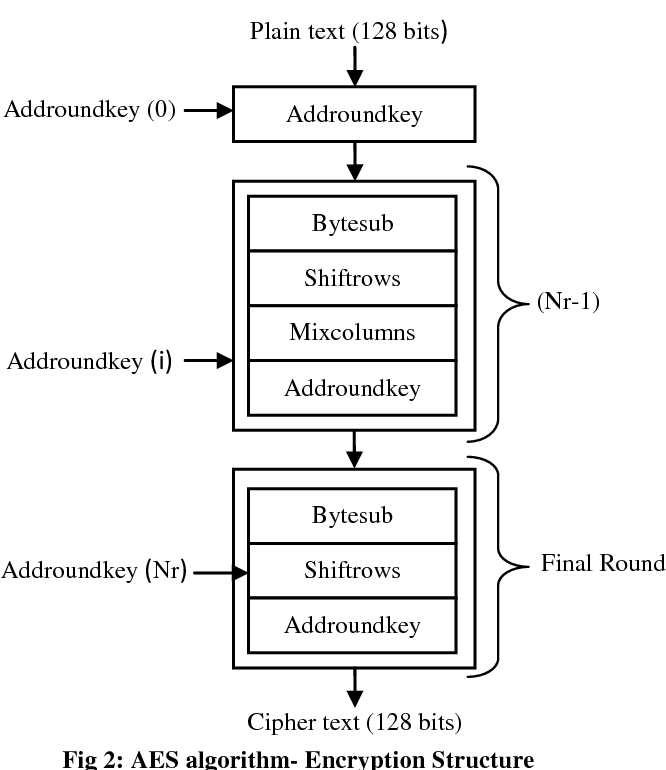 Plain text (128 bits)
Addroundkey (0)
Addroundkey
Bytesub
Shiftrows
Mixcolumns
Addroundkey
Addroundkey (i)
(Nr-1)
Bytesub
Shiftrows
Addroundkey
Addroundkey (Nr)
Final Round
Cipher text (128 bits)
Fig 2: AES algorithm- Encryption Structure